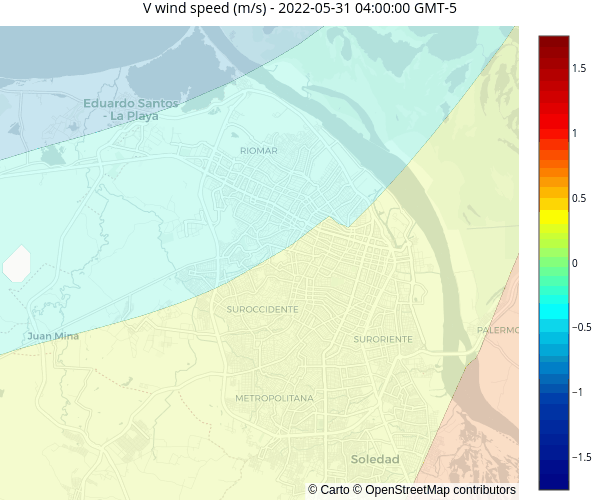 V wind speed (m/s) - 2022-05-31 04:00:00 GMT-5
Eduardo Santos
- La Playa
RIOMAR
SUROCCIDENTE
Juan Mina
SURORIENTE
PALERMO
METROPOLITANA
Soledad
© Carto © OpenStreetMap contributors
1.5
1
0.5
0
−0.5
−1
−1.5